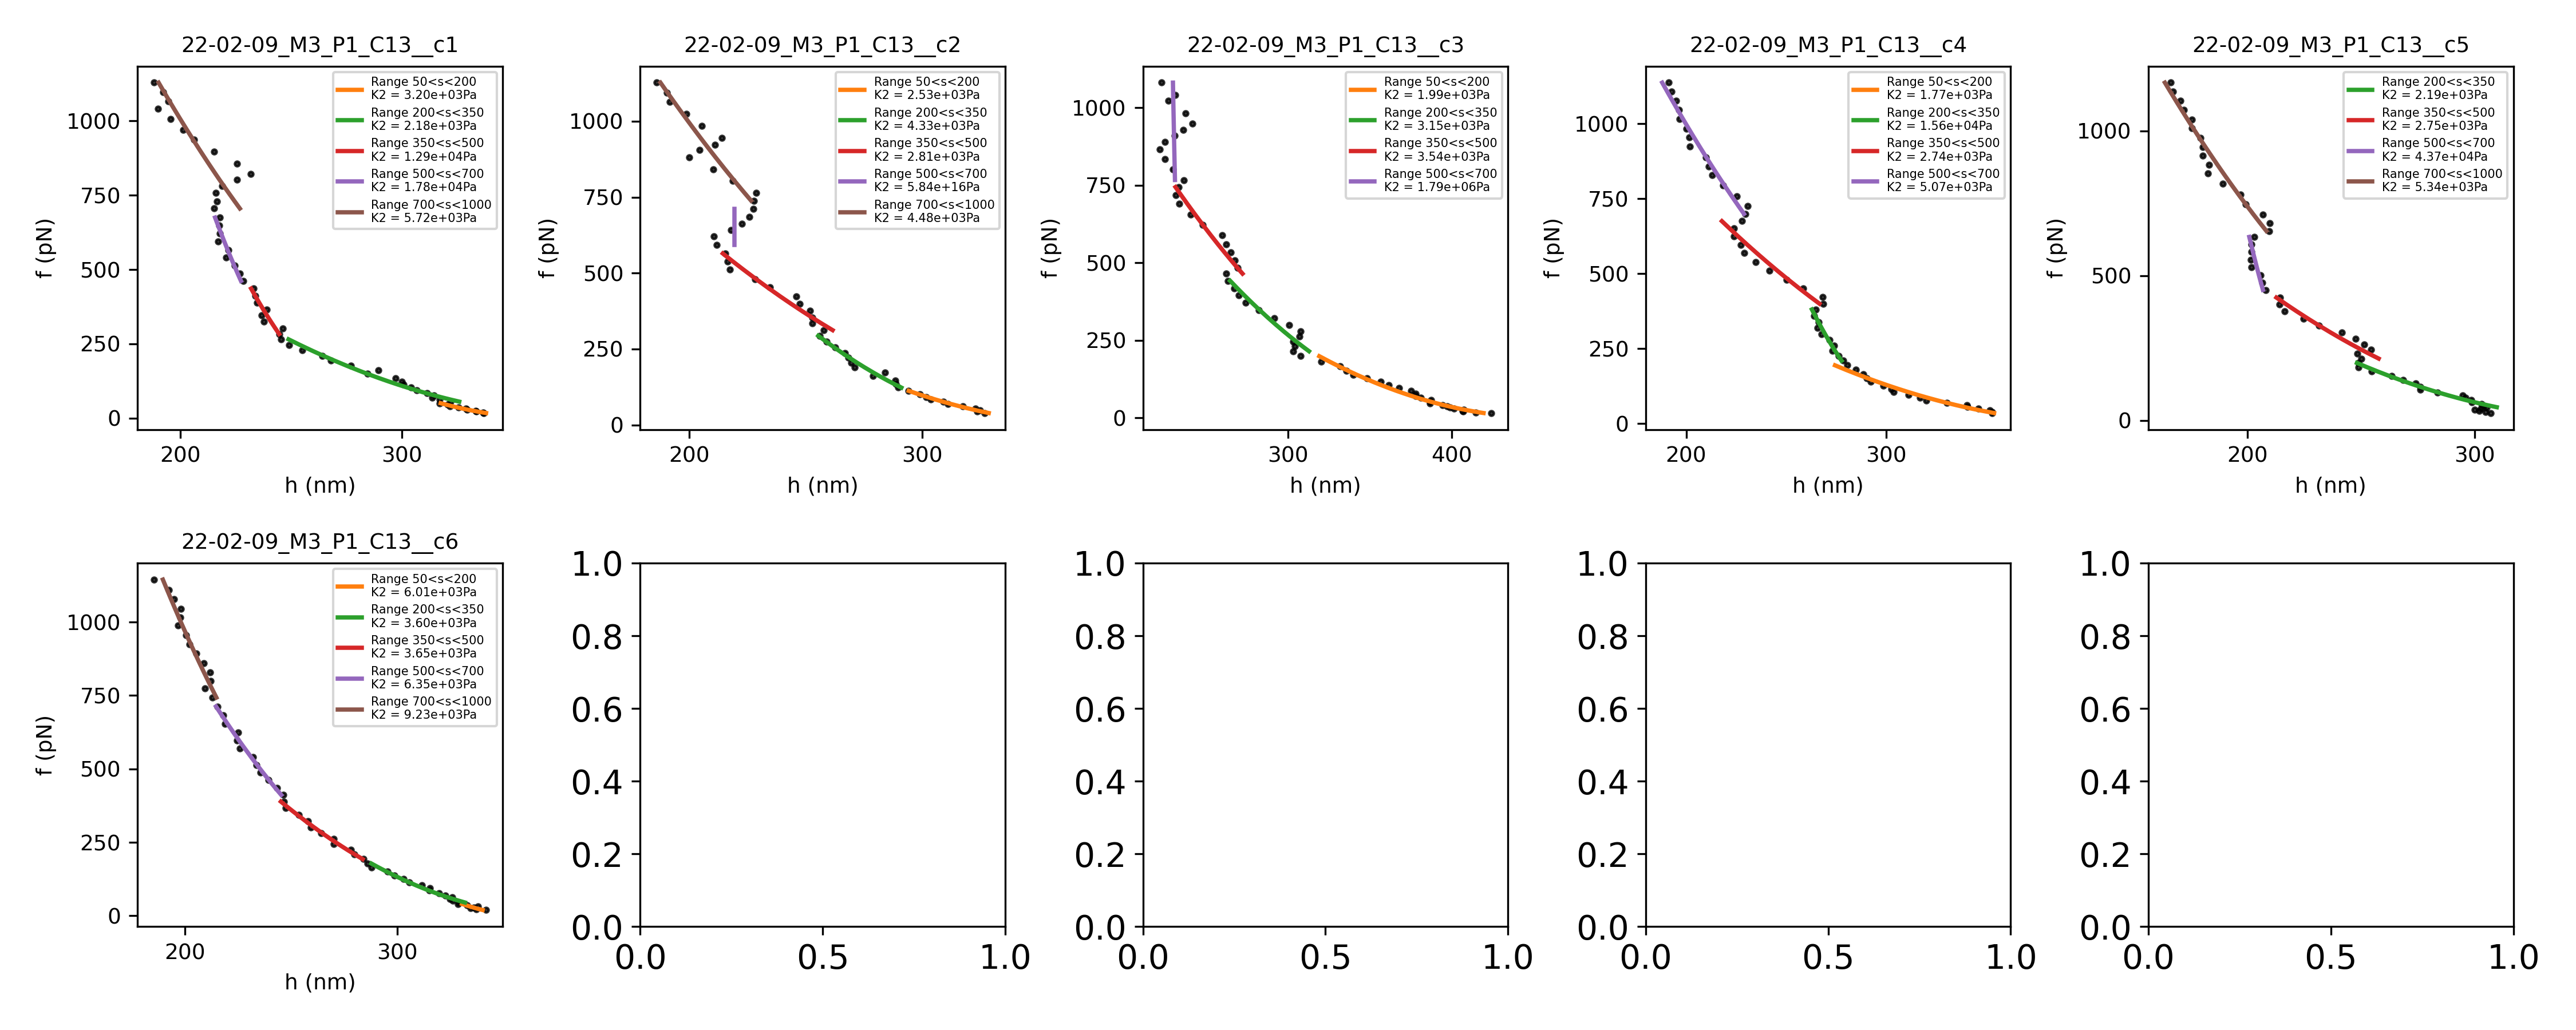 22-02-09_M3_P1_C13__c1
Range 50<s<200
K2 = 3.20e+03Pa
Range 200<s<350
K2 = 2.18e+03Pa
Range 350<s<500
K2 = 1.29e+04Pa
Range 500<s<700
K2 = 1.78e+04Pa
Range 700<s<1000
K2 = 5.72e+03Pa
1000
750
500
250
0
f (pN)
200 300
h (nm)
22-02-09_M3_P1_C13__c2
Range 50<s<200
K2 = 2.53e+03Pa
Range 200<s<350
K2 = 4.33e+03Pa
Range 350<s<500
K2 = 2.81e+03Pa
Range 500<s<700
K2 = 5.84e+16Pa
Range 700<s<1000
K2 = 4.48e+03Pa
1000
750
500
250
0
f (pN)
200 300
h (nm)
22-02-09_M3_P1_C13__c3
Range 50<s<200
K2 = 1.99e+03Pa
Range 200<s<350
K2 = 3.15e+03Pa
Range 350<s<500
K2 = 3.54e+03Pa
Range 500<s<700
K2 = 1.79e+06Pa
1000
750
500
250
0
f (pN)
300 400
h (nm)
22-02-09_M3_P1_C13__c4
Range 50<s<200
K2 = 1.77e+03Pa
Range 200<s<350
K2 = 1.56e+04Pa
Range 350<s<500
K2 = 2.74e+03Pa
Range 500<s<700
K2 = 5.07e+03Pa
1000
750
500
250
0
f (pN)
200 300
h (nm)
22-02-09_M3_P1_C13__c5
Range 200<s<350
K2 = 2.19e+03Pa
Range 350<s<500
K2 = 2.75e+03Pa
Range 500<s<700
K2 = 4.37e+04Pa
Range 700<s<1000
K2 = 5.34e+03Pa
1000
500
0
f (pN)
200 300
h (nm)
22-02-09_M3_P1_C13__c6
Range 50<s<200
K2 = 6.01e+03Pa
Range 200<s<350
K2 = 3.60e+03Pa
Range 350<s<500
K2 = 3.65e+03Pa
Range 500<s<700
K2 = 6.35e+03Pa
Range 700<s<1000
K2 = 9.23e+03Pa
1000
750
500
250
0
f (pN)
200 300
h (nm)
1.0
0.8
0.6
0.4
0.2
0.0
0.0 0.5 1.0
1.0
0.8
0.6
0.4
0.2
0.0
0.0 0.5 1.0
1.0
0.8
0.6
0.4
0.2
0.0
0.0 0.5 1.0
1.0
0.8
0.6
0.4
0.2
0.0
0.0 0.5 1.0